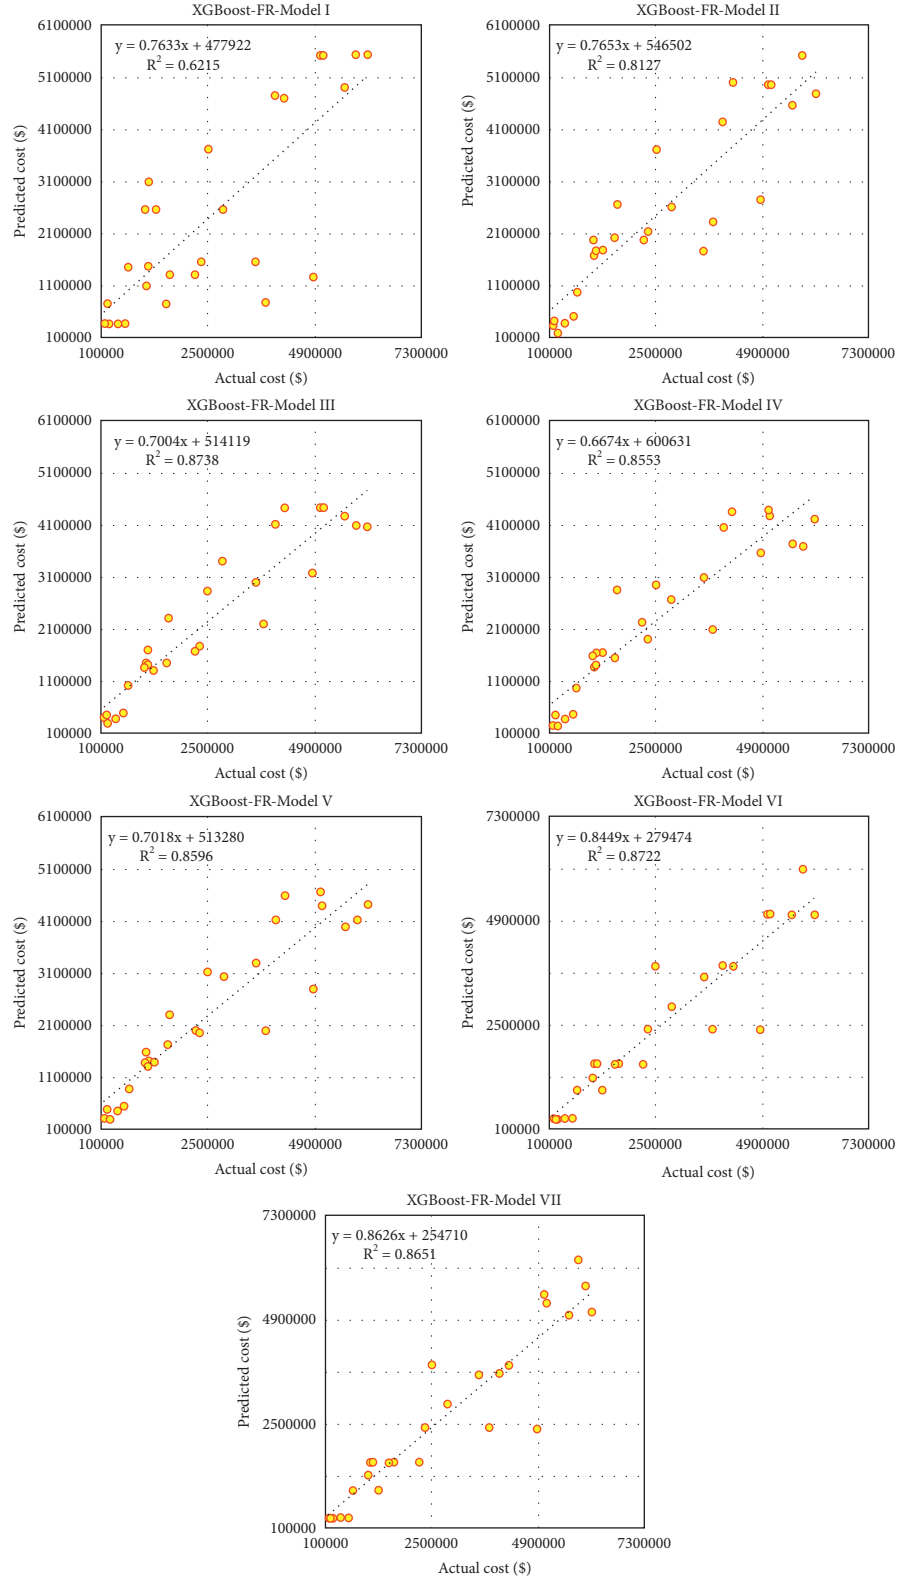 XGBoost-FR-Model I
y = 0.7633x + 477922
R² = 0.6215
Predicted cost ($)
6100000
5100000
4100000
3100000
2100000
1100000
100000
100000 2500000 4900000 7300000
Actual cost ($)
XGBoost-FR-Model II
y = 0.7653x + 546502
R² = 0.8127
Predicted cost ($)
6100000
5100000
4100000
3100000
2100000
1100000
100000
100000 2500000 4900000 7300000
Actual cost ($)
XGBoost-FR-Model III
y = 0.7004x + 514119
R² = 0.8738
Predicted cost ($)
6100000
5100000
4100000
3100000
2100000
1100000
100000
100000 2500000 4900000 7300000
Actual cost ($)
XGBoost-FR-Model IV
y = 0.6674x + 600631
R² = 0.8553
Predicted cost ($)
6100000
5100000
4100000
3100000
2100000
1100000
100000
100000 2500000 4900000 7300000
Actual cost ($)
XGBoost-FR-Model V
y = 0.7018x + 513280
R² = 0.8596
Predicted cost ($)
6100000
5100000
4100000
3100000
2100000
1100000
100000
100000 2500000 4900000 7300000
Actual cost ($)
XGBoost-FR-Model VI
y = 0.8449x + 279474
R² = 0.8722
Predicted cost ($)
7300000
4900000
2500000
100000
100000 2500000 4900000 7300000
Actual cost ($)
XGBoost-FR-Model VII
y = 0.8626x + 254710
R² = 0.8651
Predicted cost ($)
7300000
4900000
2500000
100000
100000 2500000 4900000 7300000
Actual cost ($)